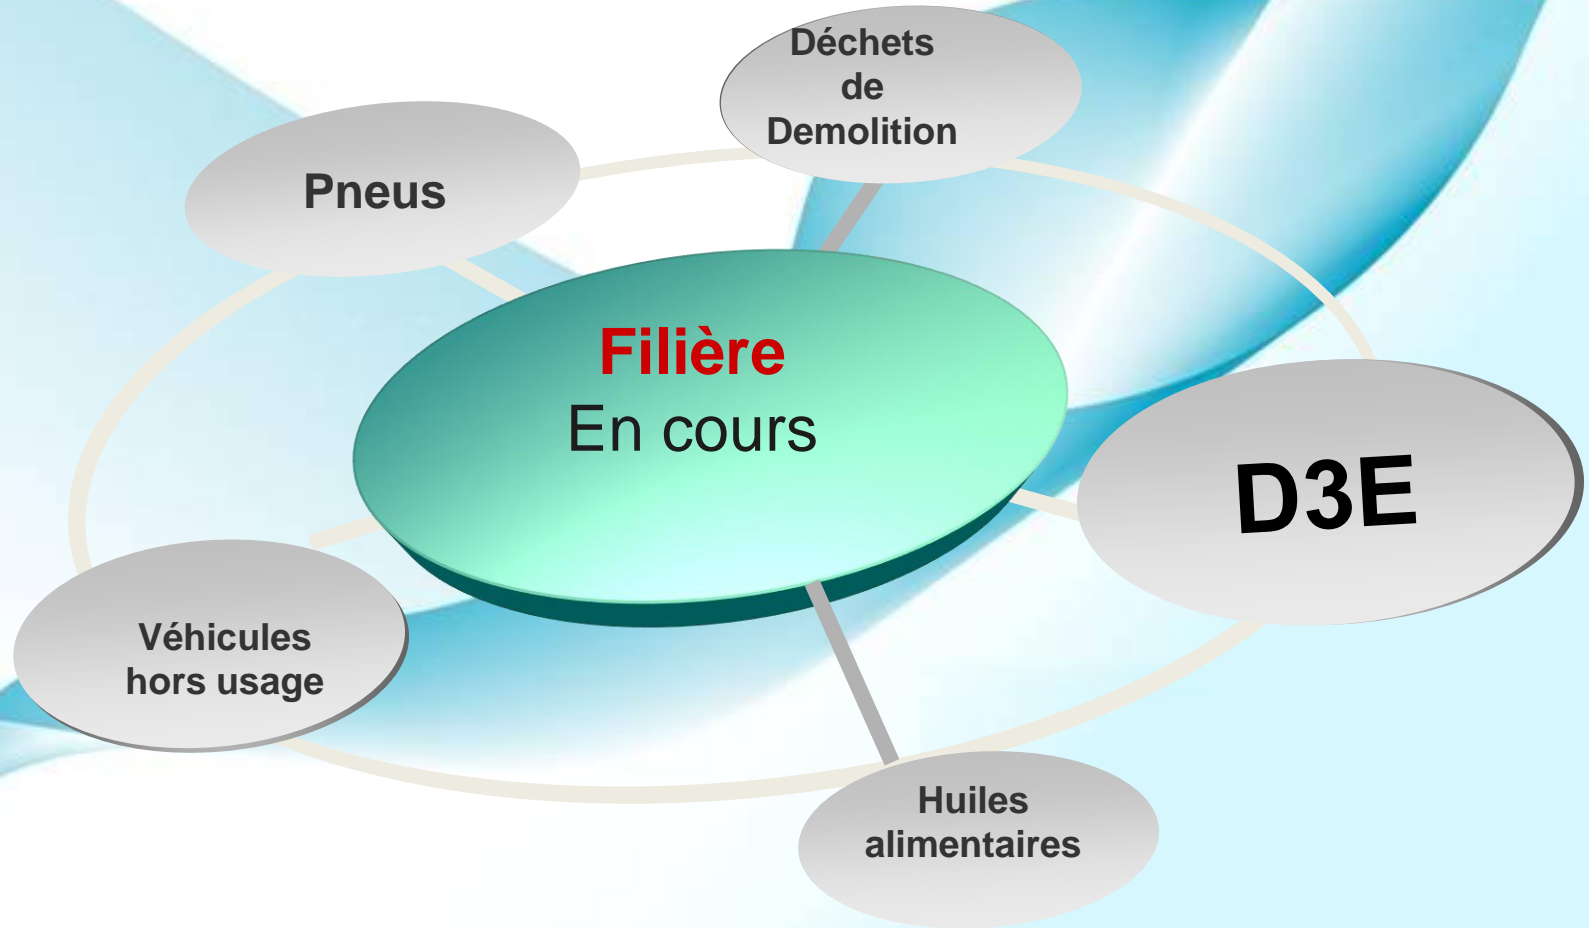 Déchets
de
Demolition
Pneus
Filière
En cours
D3E
Véhicules
hors usage
Huiles
alimentaires